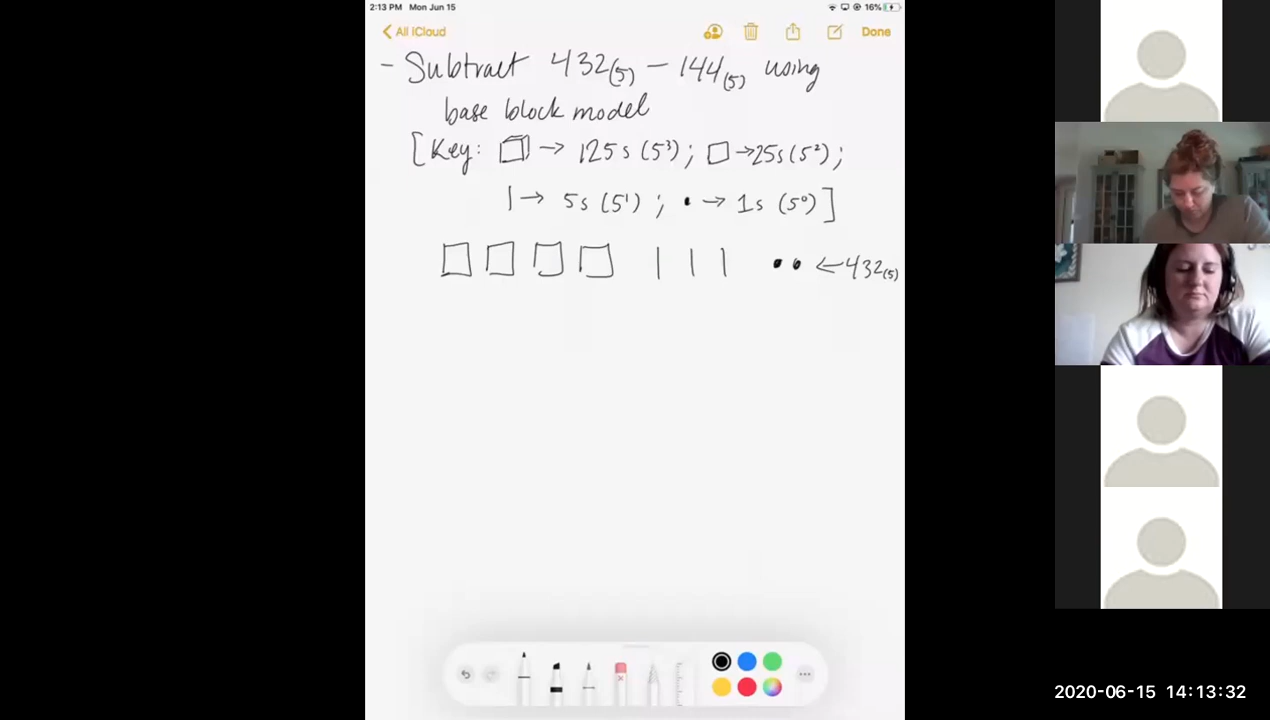 2:13 PM Mon Jun 15
16%
All iCloud
Done
- Subtract 432(5) - 144(5) using
base block model
[Key: → 125s (5³); → 25s (5²);
| → 5s (5¹); • → 1s (5⁰)]
← 432(5)
2020-06-15 14:13:32